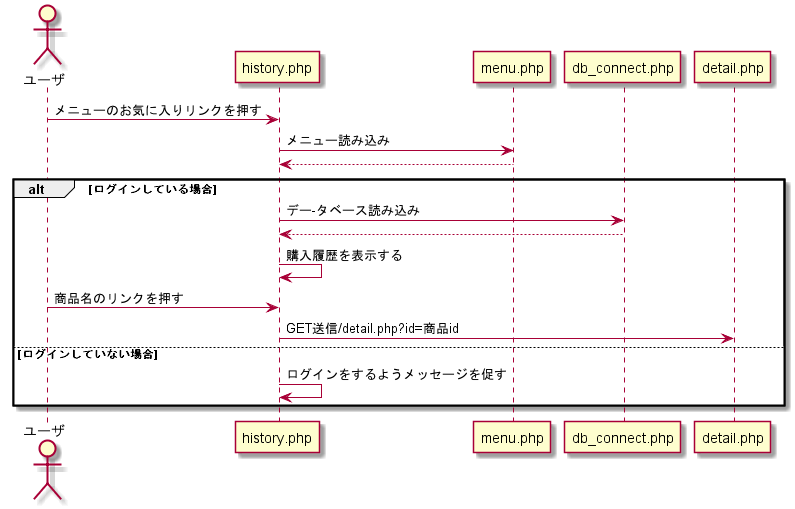 ユーザ
history.php
menu.php
db_connect.php
detail.php
メニューのお気に入りリンクを押す
メニュー読み込み
alt [ログインしている場合]
デー-タベース読み込み
購入履歴を表示する
商品名のリンクを押す
GET送信/detail.php?id=商品id
[ログインしていない場合]
ログインをするようメッセージを促す
ユーザ
history.php
menu.php
db_connect.php
detail.php